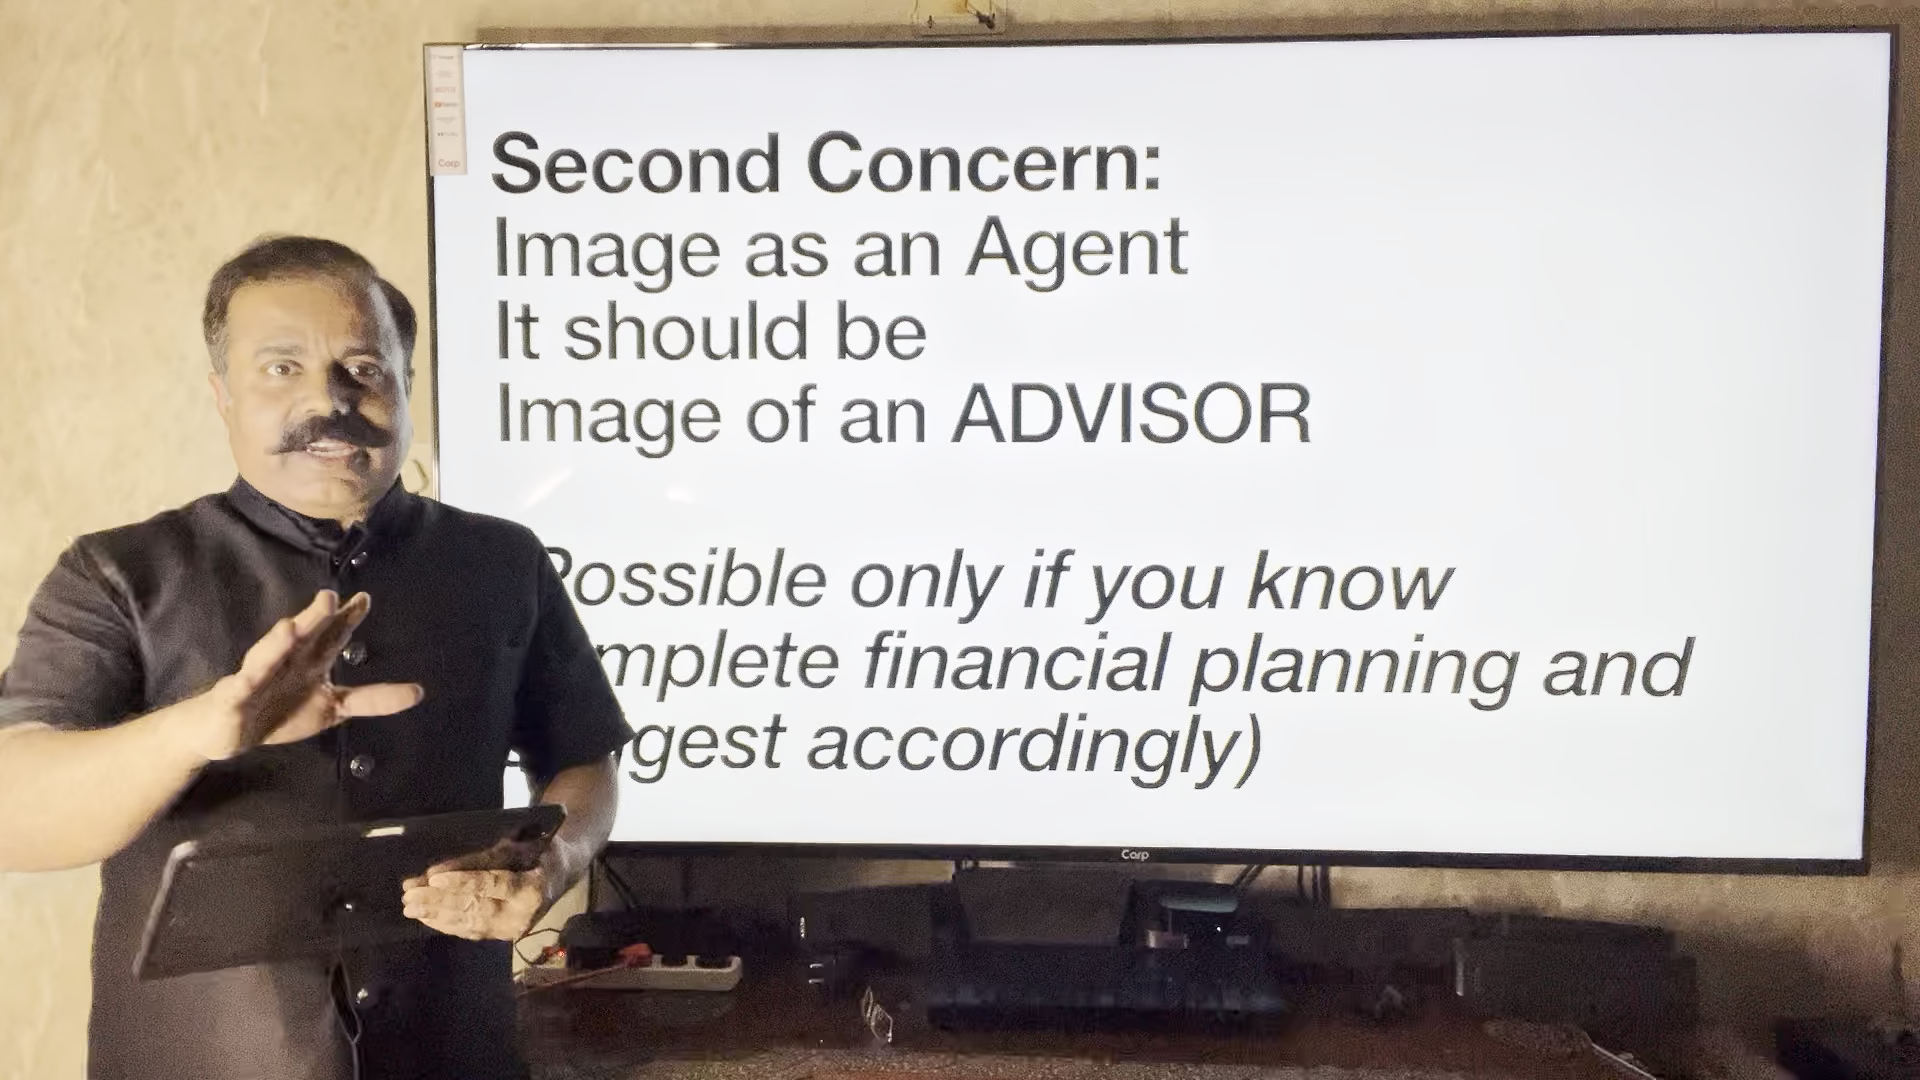 Second Concern:
Image as an Agent
It should be
Image of an ADVISOR
Possible only if you know
mplete financial planning and
gest accordingly)
Carp
Carp